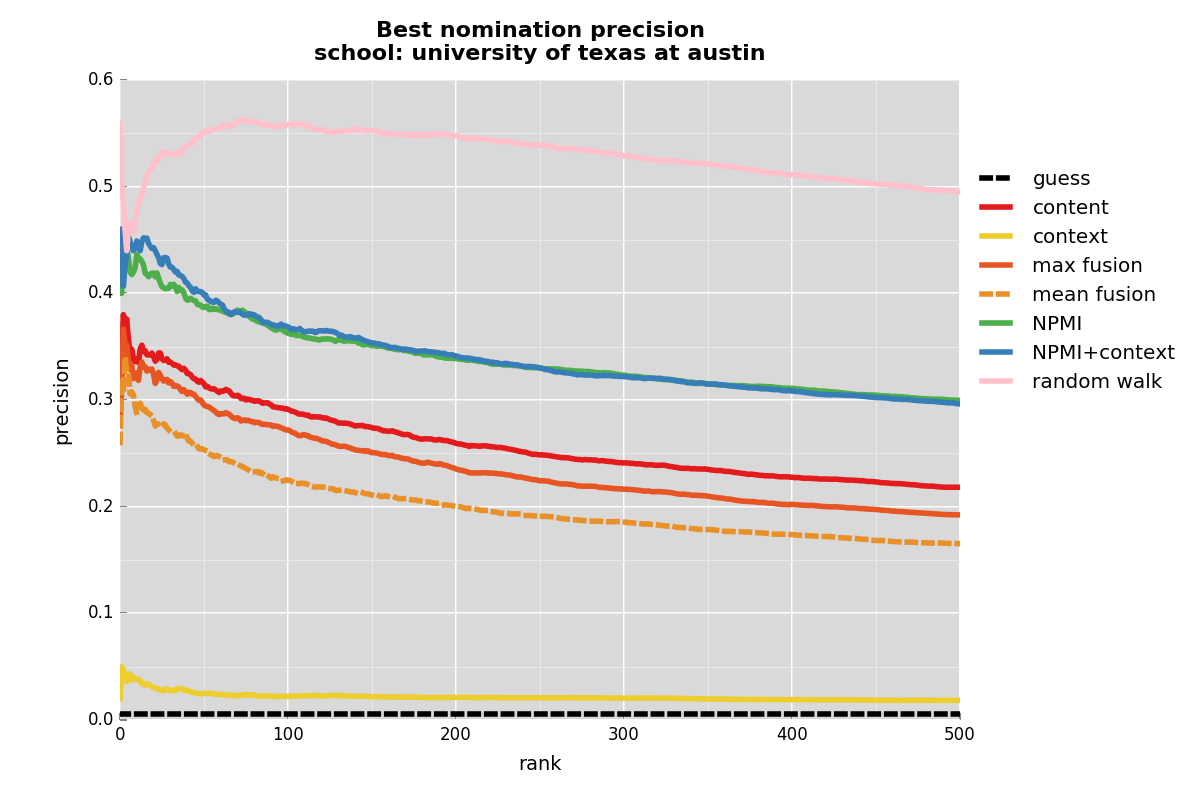 Best nomination precision
school: university of texas at austin
precision
0.6
0.5
0.4
0.3
0.2
0.1
0.0
0 100 200 300 400 500
rank
guess
content
context
max fusion
mean fusion
NPMI
NPMI+context
random walk